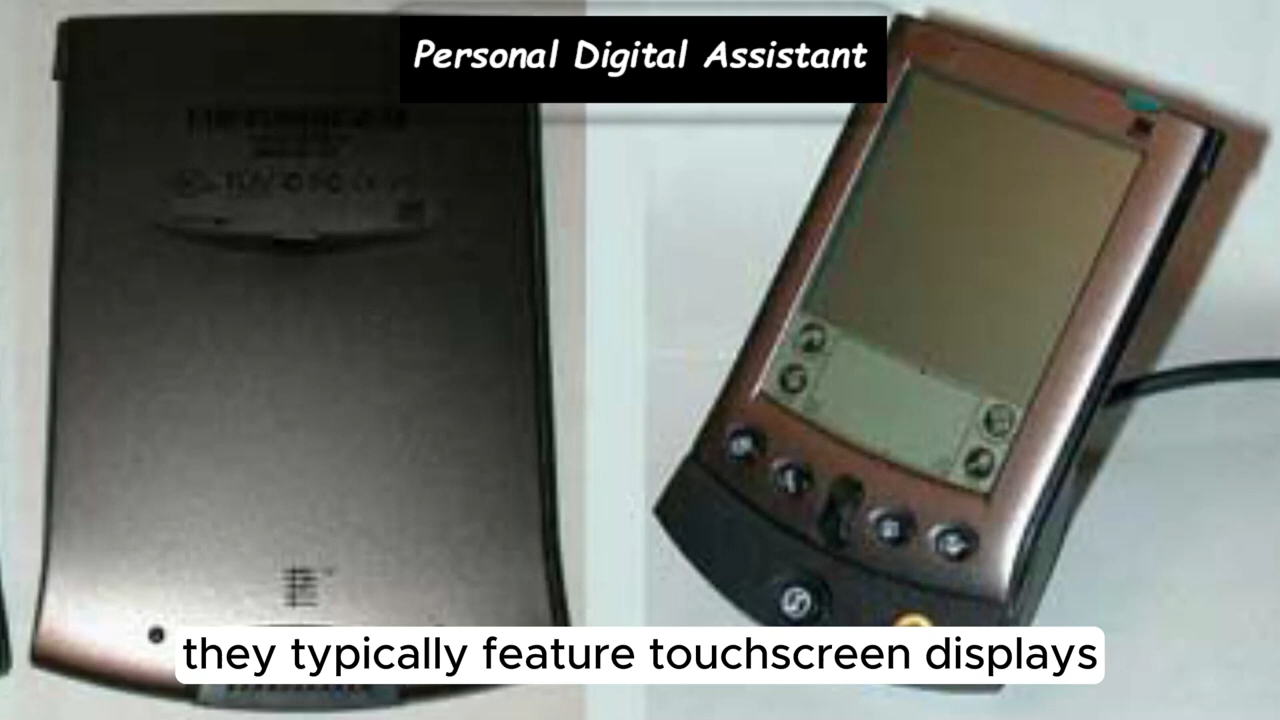 Personal Digital Assistant
they typically feature touchscreen displays